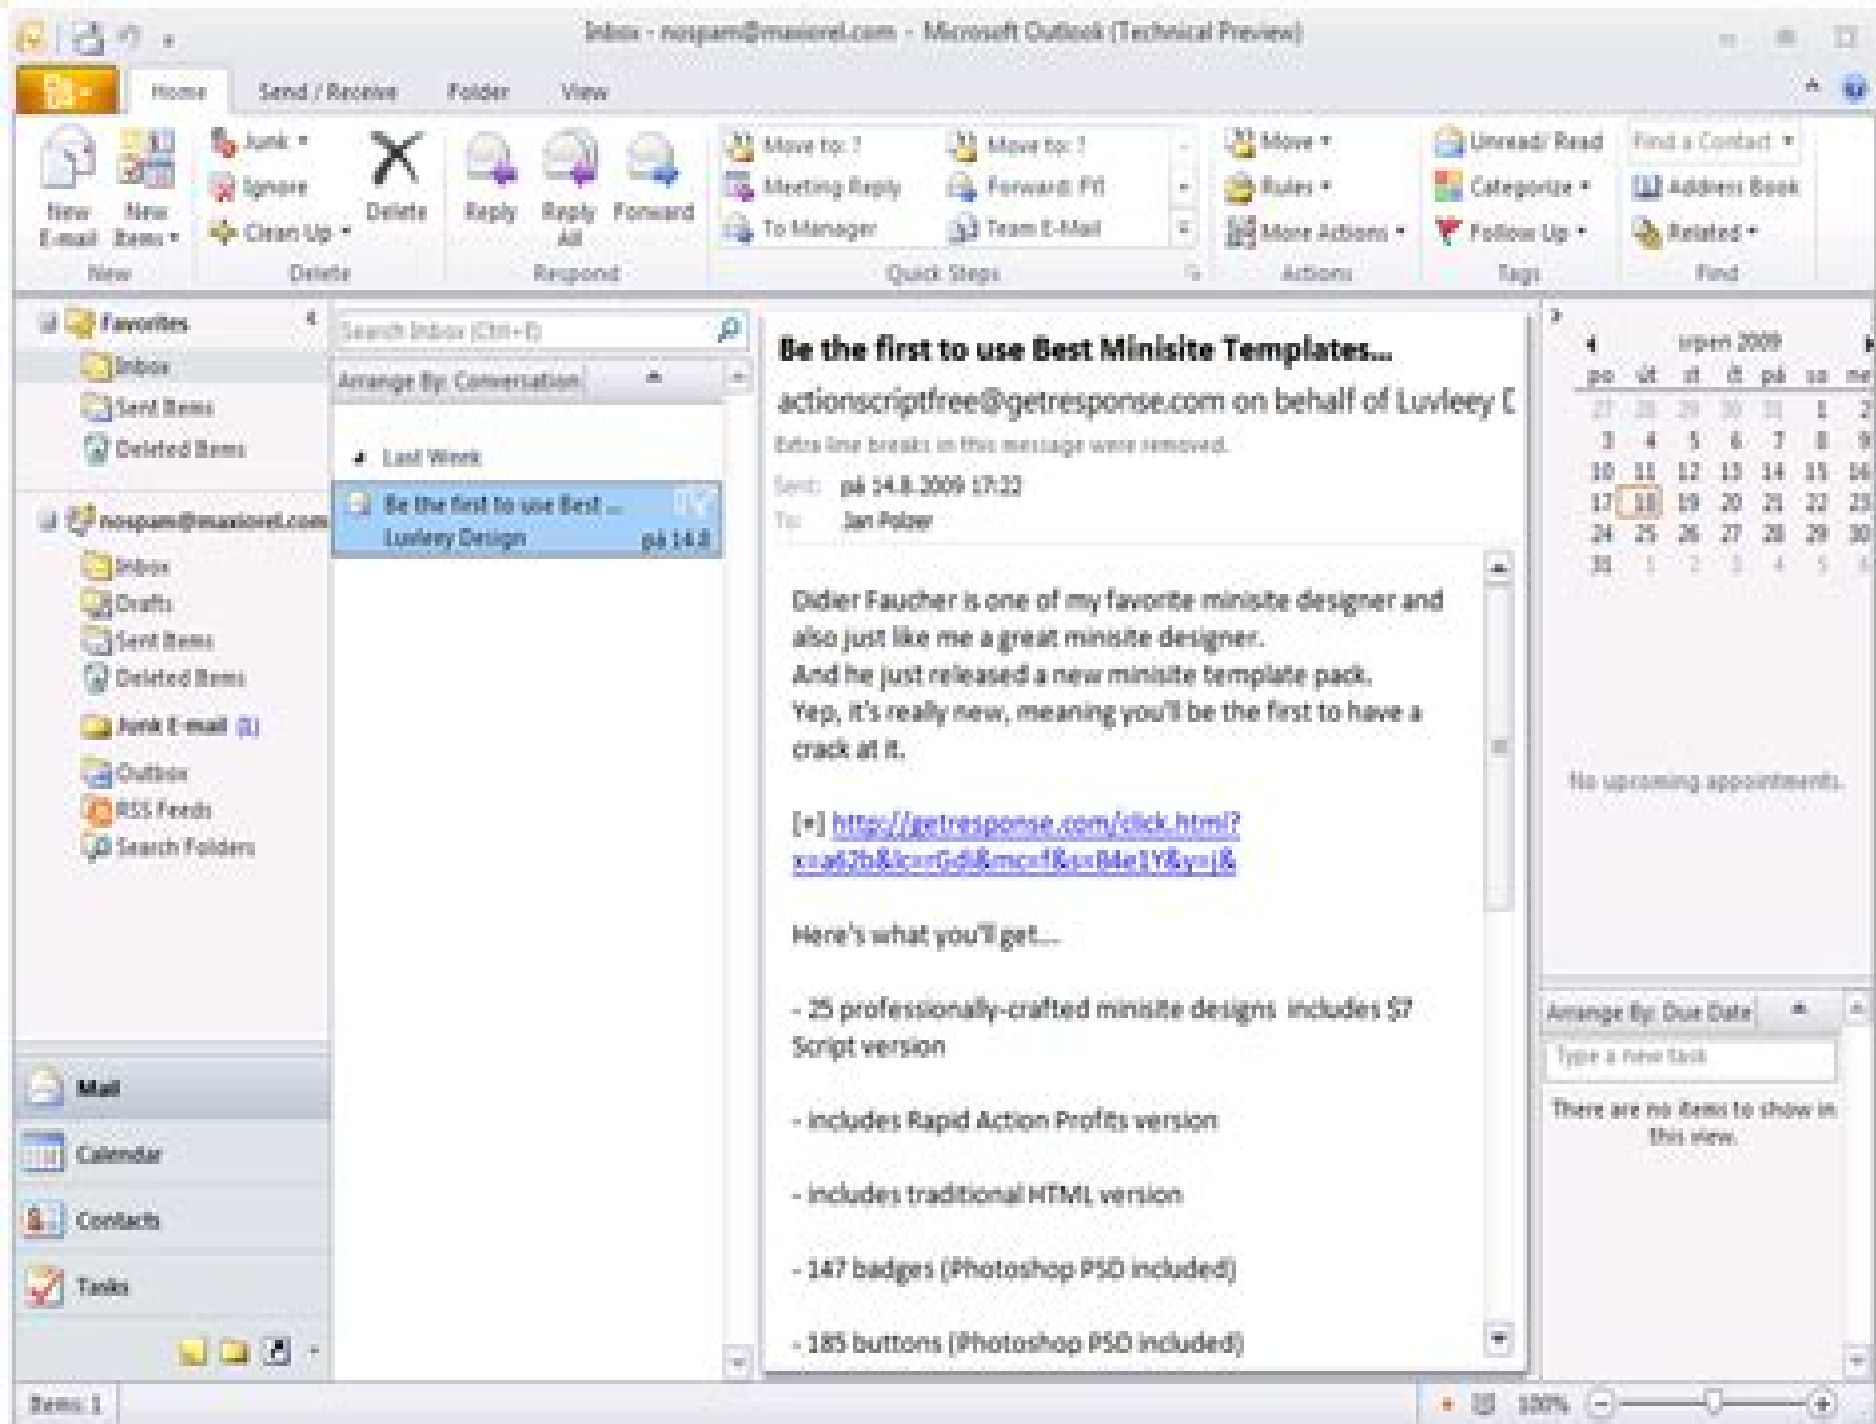 Inbox - nospam@maxiorel.com - Microsoft Outlook (Technical Preview)
Home Send / Receive Folder View
New E-mail
New Items
Junk
Ignore
Clean Up
Delete
Reply
Reply All
Forward
Move to: ? Move to: ?
Meeting Reply Forward: FYI
To Manager Team E-Mail
Move
Rules
More Actions
Unread/ Read
Categorize
Follow Up
Find a Contact
Address Book
Related
New Delete Respond Quick Steps Actions Tags Find
Favorites
Inbox
Sent Items
Deleted Items
nospam@maxiorel.com
Inbox
Drafts
Sent Items
Deleted Items
Junk E-mail (1)
Outbox
RSS Feeds
Search Folders
Mail
Calendar
Contacts
Tasks
Items: 1
Search Inbox (Ctrl+E)
Arrange By: Conversation
Last Week
Be the first to use Best ...
Luvleey Design pá 14.8
Be the first to use Best Minisite Templates...
actionscriptfree@getresponse.com on behalf of Luvleey
Extra line breaks in this message were removed.
Sent: pá 14.8.2009 17:22
To: Jan Polzer
Didier Faucher is one of my favorite minisite designer and
also just like me a great minisite designer.
And he just released a new minisite template pack.
Yep, it's really new, meaning you'll be the first to have a
crack at it.
[+] http://getresponse.com/click.html?
Here's what you'll get...
- 25 professionally-crafted minisite designs includes $7
Script version
- includes Rapid Action Profits version
- includes traditional HTML version
- 147 badges (Photoshop PSD included)
- 185 buttons (Photoshop PSD included)
srpen 2009
po út st čt pá so ne
27 28 29 30 31 1 2
3 4 5 6 7 8 9
10 11 12 13 14 15 16
17 18 19 20 21 22 23
24 25 26 27 28 29 30
31 1 2 3 4 5 6
No upcoming appointments.
Arrange By: Due Date
Type a new task
There are no items to show in
this view.
100%